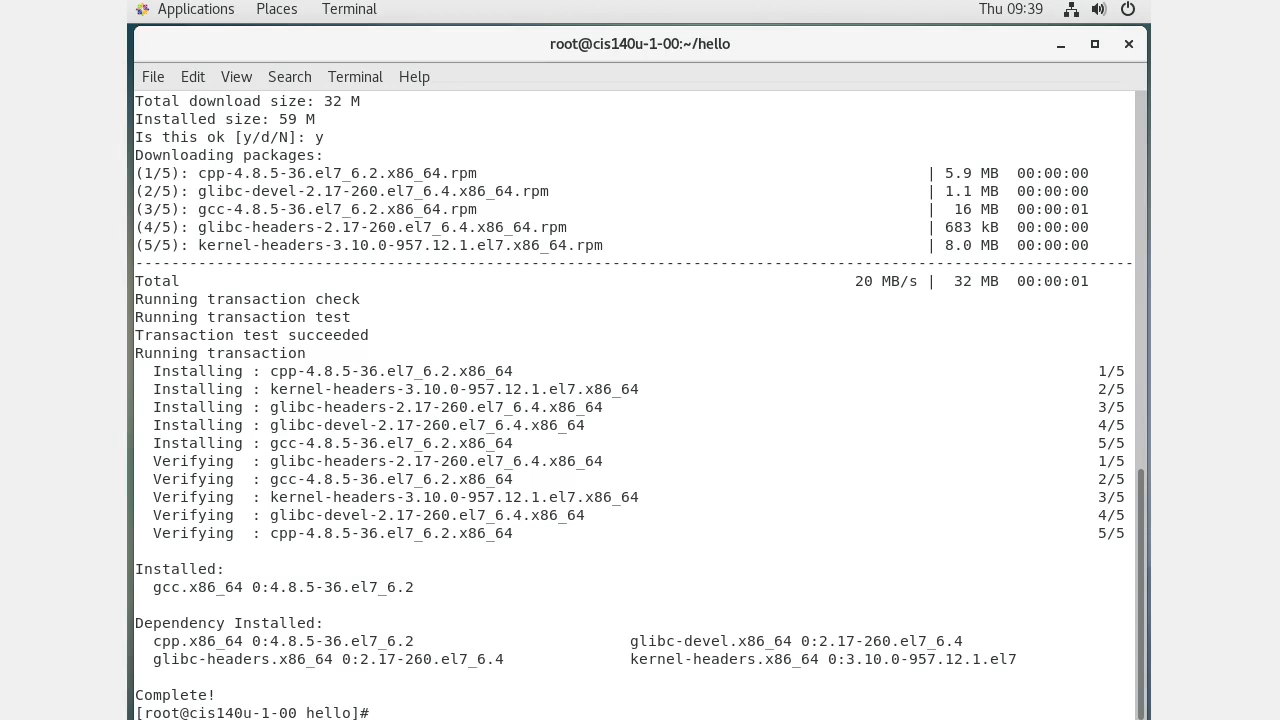 Applications Places Terminal Thu 09:39
root@cis140u-1-00:~/hello
File Edit View Search Terminal Help
Total download size: 32 M
Installed size: 59 M
Is this ok [y/d/N]: y
Downloading packages:
(1/5): cpp-4.8.5-36.el7_6.2.x86_64.rpm | 5.9 MB 00:00:00
(2/5): glibc-devel-2.17-260.el7_6.4.x86_64.rpm | 1.1 MB 00:00:00
(3/5): gcc-4.8.5-36.el7_6.2.x86_64.rpm | 16 MB 00:00:01
(4/5): glibc-headers-2.17-260.el7_6.4.x86_64.rpm | 683 kB 00:00:00
(5/5): kernel-headers-3.10.0-957.12.1.el7.x86_64.rpm | 8.0 MB 00:00:00
---------------------------------------------------------------------------------------------------------------
Total 20 MB/s | 32 MB 00:00:01
Running transaction check
Running transaction test
Transaction test succeeded
Running transaction
Installing : cpp-4.8.5-36.el7_6.2.x86_64 1/5
Installing : kernel-headers-3.10.0-957.12.1.el7.x86_64 2/5
Installing : glibc-headers-2.17-260.el7_6.4.x86_64 3/5
Installing : glibc-devel-2.17-260.el7_6.4.x86_64 4/5
Installing : gcc-4.8.5-36.el7_6.2.x86_64 5/5
Verifying : glibc-headers-2.17-260.el7_6.4.x86_64 1/5
Verifying : gcc-4.8.5-36.el7_6.2.x86_64 2/5
Verifying : kernel-headers-3.10.0-957.12.1.el7.x86_64 3/5
Verifying : glibc-devel-2.17-260.el7_6.4.x86_64 4/5
Verifying : cpp-4.8.5-36.el7_6.2.x86_64 5/5
Installed:
gcc.x86_64 0:4.8.5-36.el7_6.2
Dependency Installed:
cpp.x86_64 0:4.8.5-36.el7_6.2 glibc-devel.x86_64 0:2.17-260.el7_6.4
glibc-headers.x86_64 0:2.17-260.el7_6.4 kernel-headers.x86_64 0:3.10.0-957.12.1.el7
Complete!
[root@cis140u-1-00 hello]#